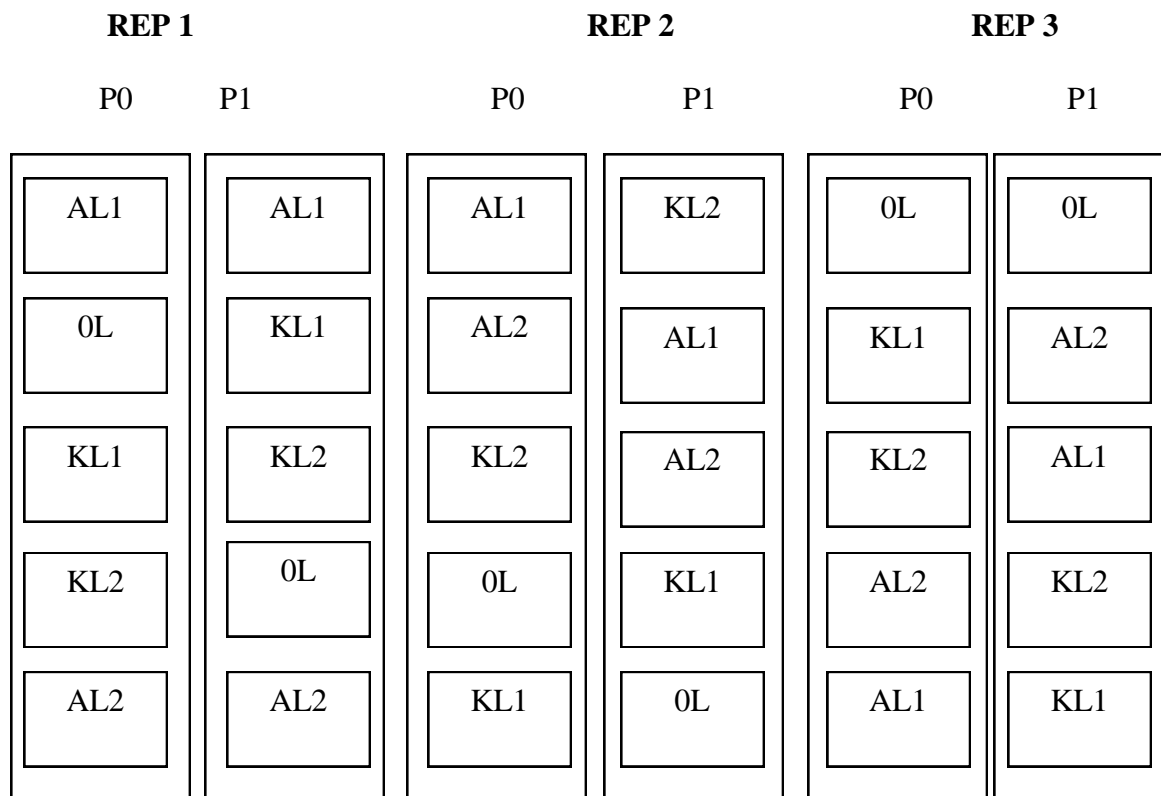 REP 1 REP 2 REP 3
P0 P1 P0 P1 P0 P1
AL1 AL1 AL1 KL2 0L 0L
0L KL1 AL2 AL1 KL1 AL2
KL1 KL2 KL2 AL2 KL2 AL1
KL2 0L 0L KL1 AL2 KL2
AL2 AL2 KL1 0L AL1 KL1